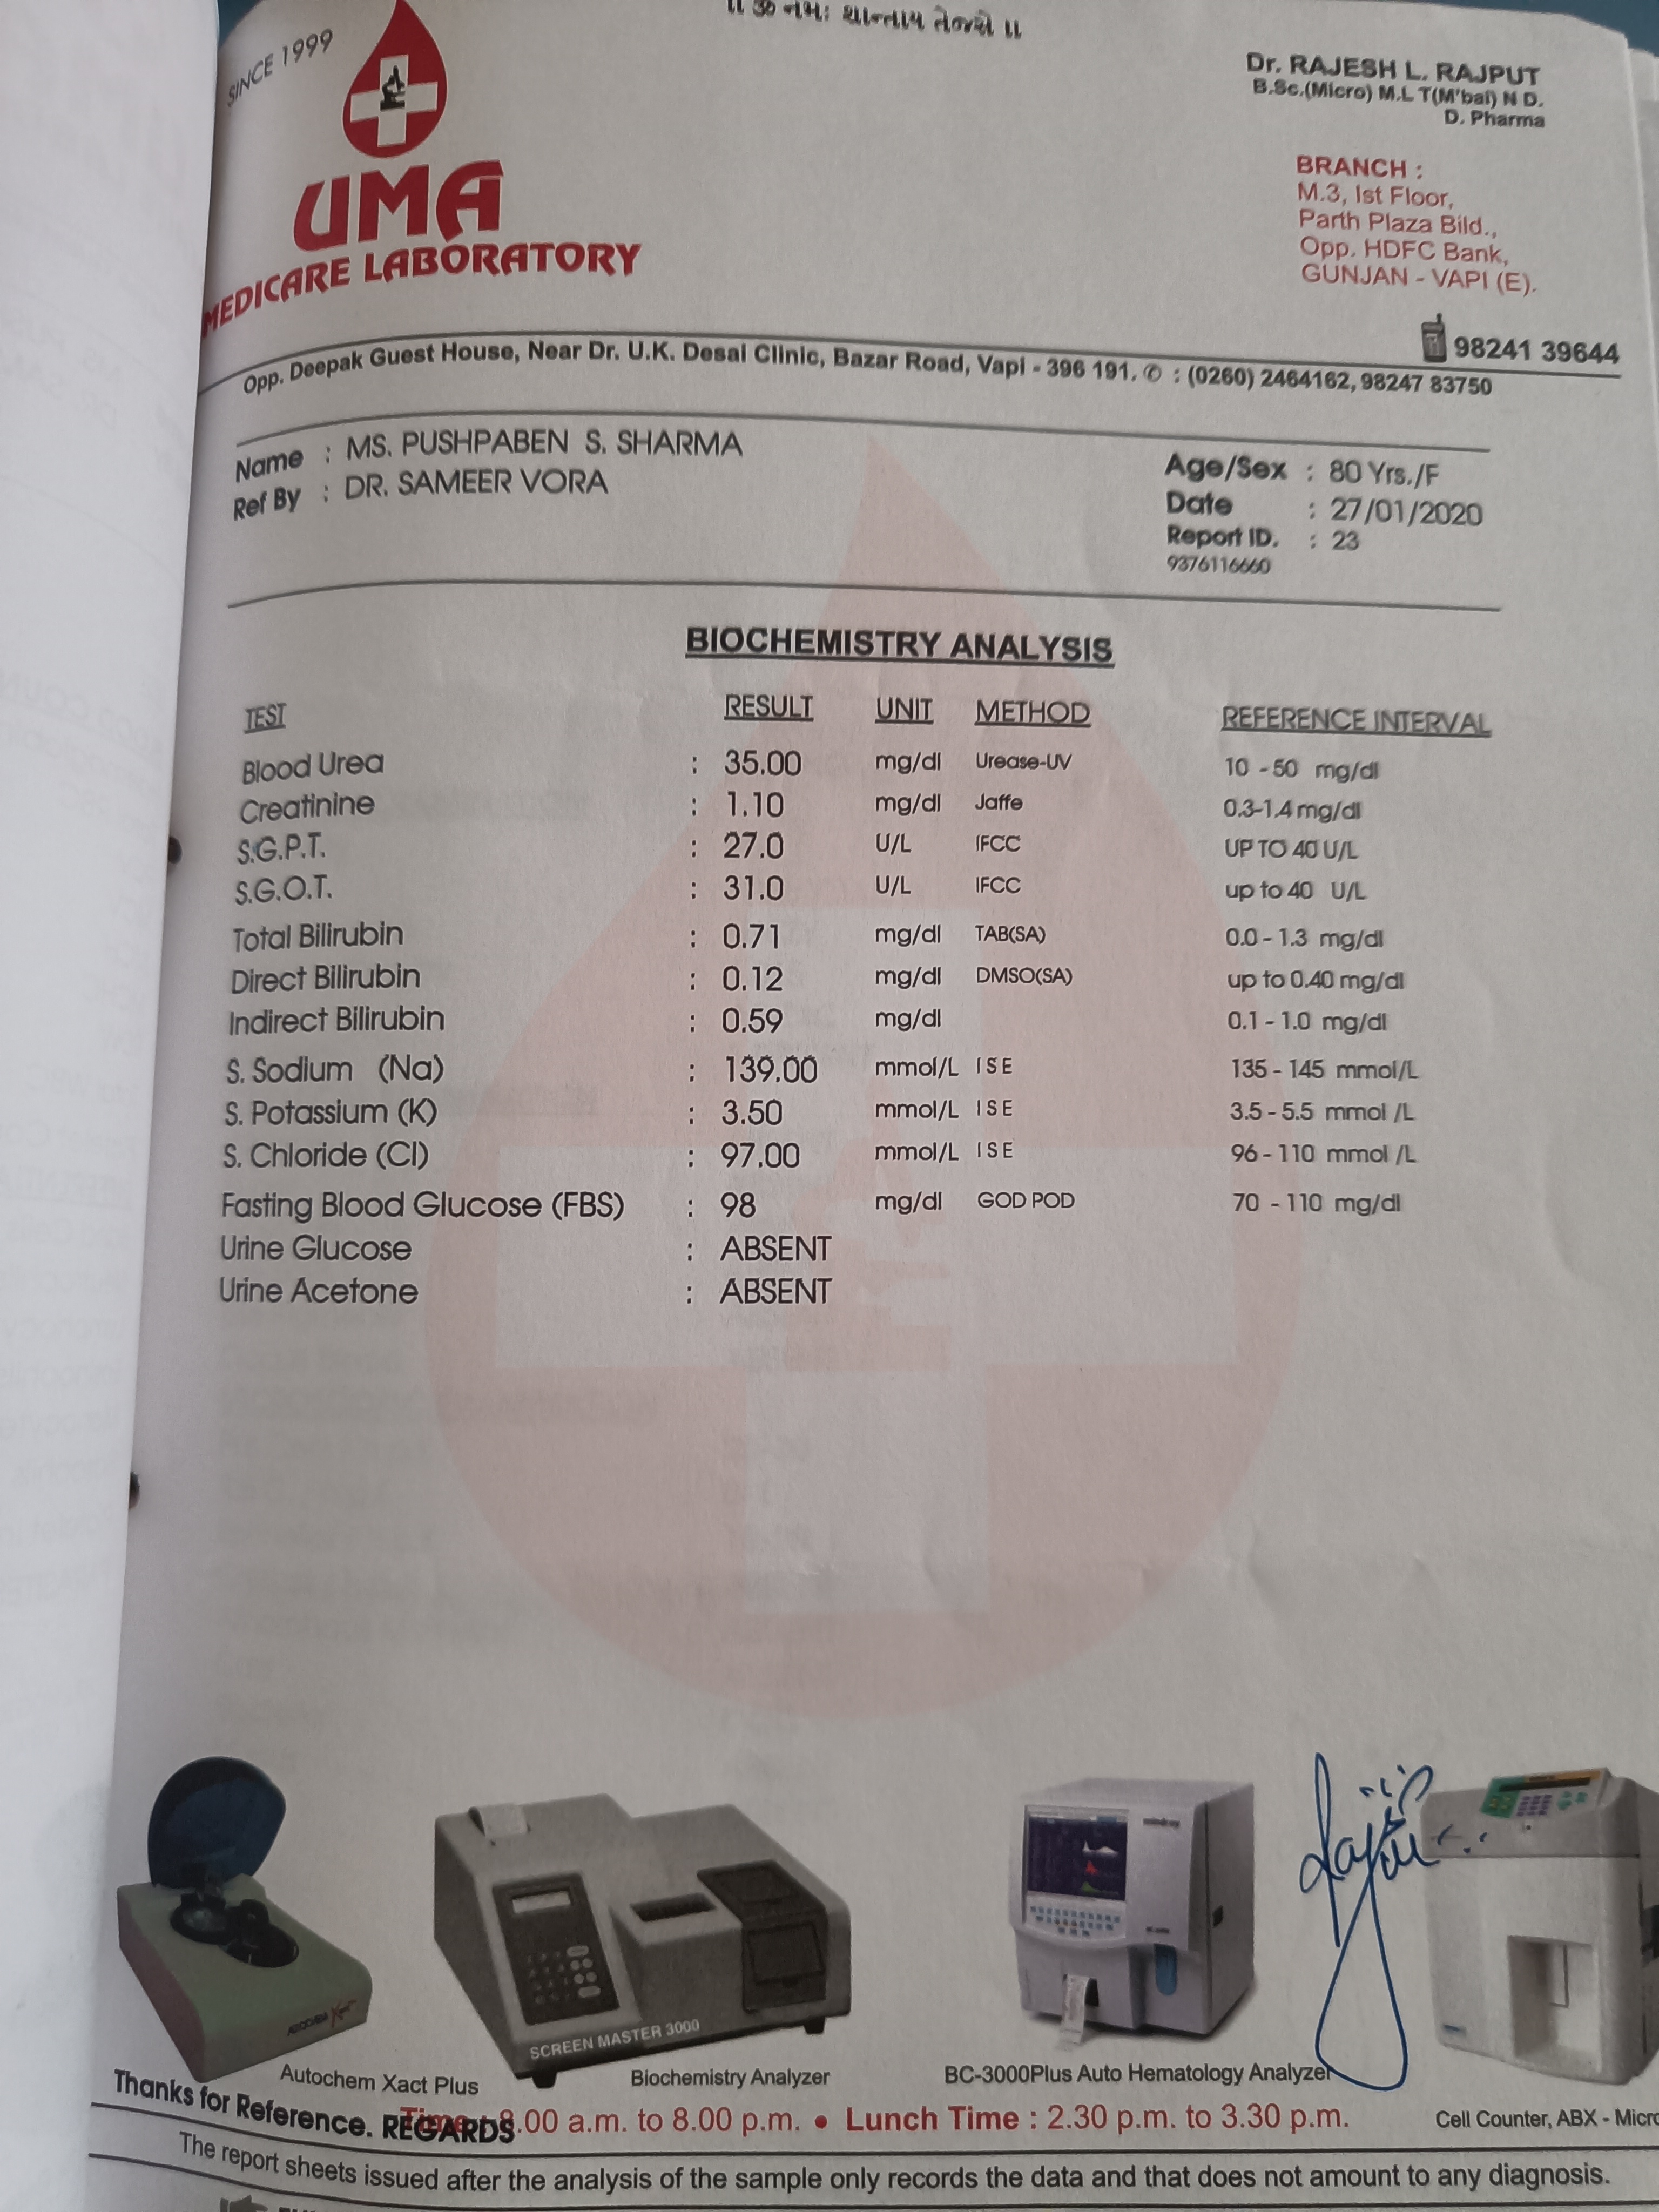 ॥ ૐ નમઃ શાન્તાય તેજસે ॥
SINCE 1999
UMA
MEDICARE LABORATORY
Dr. RAJESH L. RAJPUT
B.Sc.(Micro) M.L T(M'bai) N D.
D. Pharma
BRANCH :
M.3, Ist Floor,
Parth Plaza Bild.,
Opp. HDFC Bank,
GUNJAN - VAPI (E).
98241 39644
Opp. Deepak Guest House, Near Dr. U.K. Desai Clinic, Bazar Road, Vapi - 396 191. ✆ : (0260) 2464162, 98247 83750
Name : MS. PUSHPABEN S. SHARMA
Ref By : DR. SAMEER VORA
Age/Sex : 80 Yrs./F
Date : 27/01/2020
Report ID. : 23
9376116660
BIOCHEMISTRY ANALYSIS
TEST RESULT UNIT METHOD REFERENCE INTERVAL
Blood Urea : 35.00 mg/dl Urease-UV 10 - 50 mg/dl
Creatinine : 1.10 mg/dl Jaffe 0.3-1.4 mg/dl
S.G.P.T. : 27.0 U/L IFCC UP TO 40 U/L
S.G.O.T. : 31.0 U/L IFCC up to 40 U/L
Total Bilirubin : 0.71 mg/dl TAB(SA) 0.0 - 1.3 mg/dl
Direct Bilirubin : 0.12 mg/dl DMSO(SA) up to 0.40 mg/dl
Indirect Bilirubin : 0.59 mg/dl 0.1 - 1.0 mg/dl
S. Sodium (Na) : 139.00 mmol/L I S E 135 - 145 mmol/L
S. Potassium (K) : 3.50 mmol/L I S E 3.5 - 5.5 mmol /L
S. Chloride (Cl) : 97.00 mmol/L I S E 96 - 110 mmol /L
Fasting Blood Glucose (FBS) : 98 mg/dl GOD POD 70 - 110 mg/dl
Urine Glucose : ABSENT
Urine Acetone : ABSENT
SCREEN MASTER 3000
Autochem Xact Plus
Biochemistry Analyzer
BC-3000Plus Auto Hematology Analyzer
Cell Counter, ABX - Micro
Thanks for Reference. REGARDS
Time : 8.00 a.m. to 8.00 p.m. • Lunch Time : 2.30 p.m. to 3.30 p.m.
The report sheets issued after the analysis of the sample only records the data and that does not amount to any diagnosis.